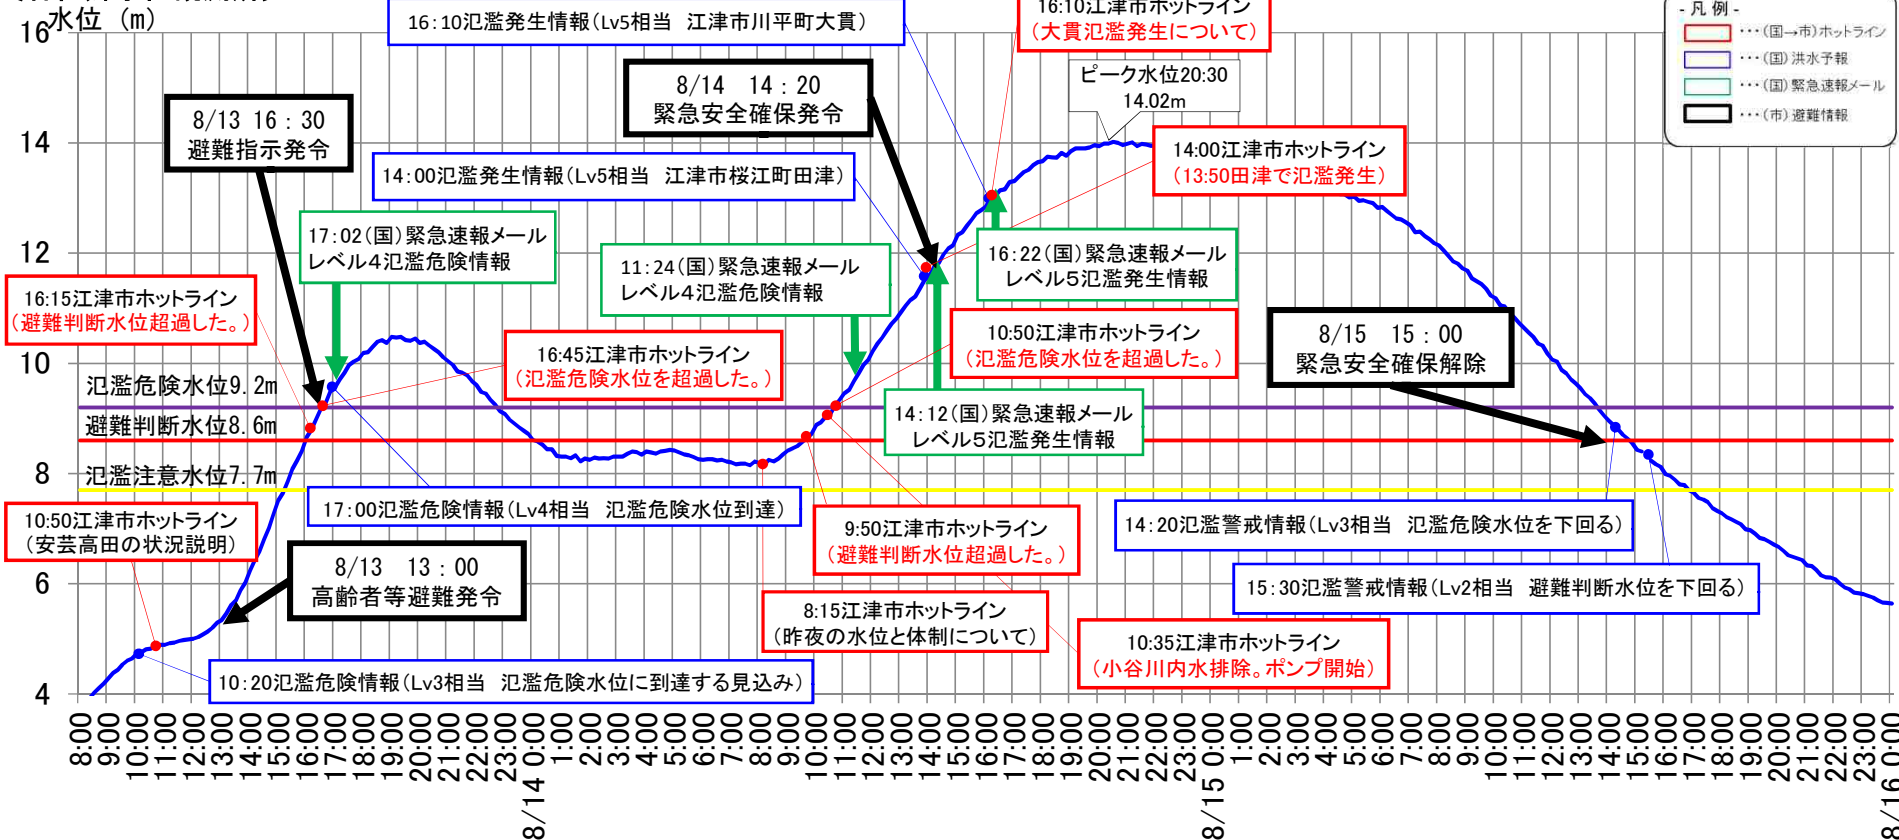 水位（m）
16:10氾濫発生情報（Lv5相当　江津市川平町大貫）
16:10江津市ホットライン
（大貫氾濫発生について）
- 凡 例 -
･･･（国→市）ホットライン
･･･（国）洪水予報
･･･（国）緊急速報メール
･･･（市）避難情報
16
14
12
10
8
6
4
8/13 16：30
避難指示発令
8/14　14：20
緊急安全確保発令
ピーク水位20:30
14.02m
14:00氾濫発生情報（Lv5相当　江津市桜江町田津）
14:00江津市ホットライン
（13:50田津で氾濫発生）
17:02（国）緊急速報メール
レベル４氾濫危険情報
11:24（国）緊急速報メール
レベル４氾濫危険情報
16:22（国）緊急速報メール
レベル５氾濫発生情報
16:15江津市ホットライン
（避難判断水位超過した。）
16:45江津市ホットライン
（氾濫危険水位を超過した。）
10:50江津市ホットライン
（氾濫危険水位を超過した。）
8/15　15：00
緊急安全確保解除
氾濫危険水位9.2m
避難判断水位8.6m
氾濫注意水位7.7m
14:12（国）緊急速報メール
レベル５氾濫発生情報
10:50江津市ホットライン
（安芸高田の状況説明）
17:00氾濫危険情報（Lv4相当　氾濫危険水位到達）
9:50江津市ホットライン
（避難判断水位超過した。）
14:20氾濫警戒情報（Lv3相当　氾濫危険水位を下回る）
8/13　13：00
高齢者等避難発令
8:15江津市ホットライン
（昨夜の水位と体制について）
15:30氾濫警戒情報（Lv2相当　避難判断水位を下回る）
10:35江津市ホットライン
（小谷川内水排除。ポンプ開始）
10:20氾濫危険情報（Lv3相当　氾濫危険水位に到達する見込み）
8:00
9:00
10:00
11:00
12:00
13:00
14:00
15:00
16:00
17:00
18:00
19:00
20:00
21:00
22:00
23:00
8/14 0:00
1:00
2:00
3:00
4:00
5:00
6:00
7:00
8:00
9:00
10:00
11:00
12:00
13:00
14:00
15:00
16:00
17:00
18:00
19:00
20:00
21:00
22:00
23:00
8/15 0:00
1:00
2:00
3:00
4:00
5:00
6:00
7:00
8:00
9:00
10:00
11:00
12:00
13:00
14:00
15:00
16:00
17:00
18:00
19:00
20:00
21:00
22:00
23:00
8/16 0:00